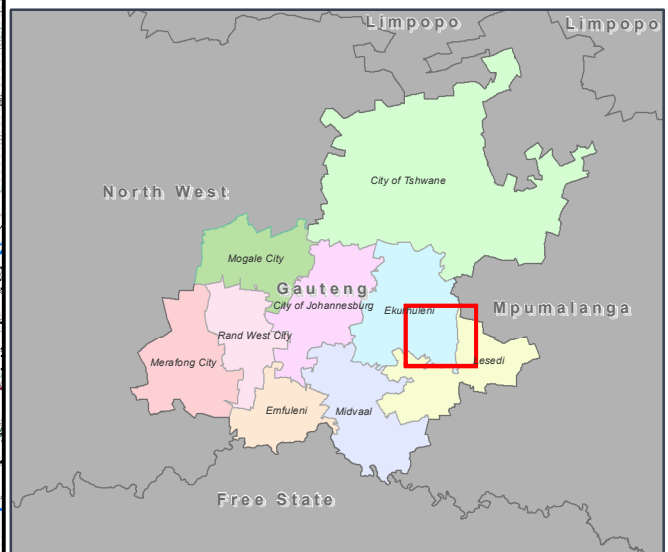 Limpopo
Limpopo
City of Tshwane
North West
Mogale City
Gauteng
City of Johannesburg
Ekurhuleni
Mpumalanga
Rand West City
Merafong City
Lesedi
Emfuleni
Midvaal
Free State